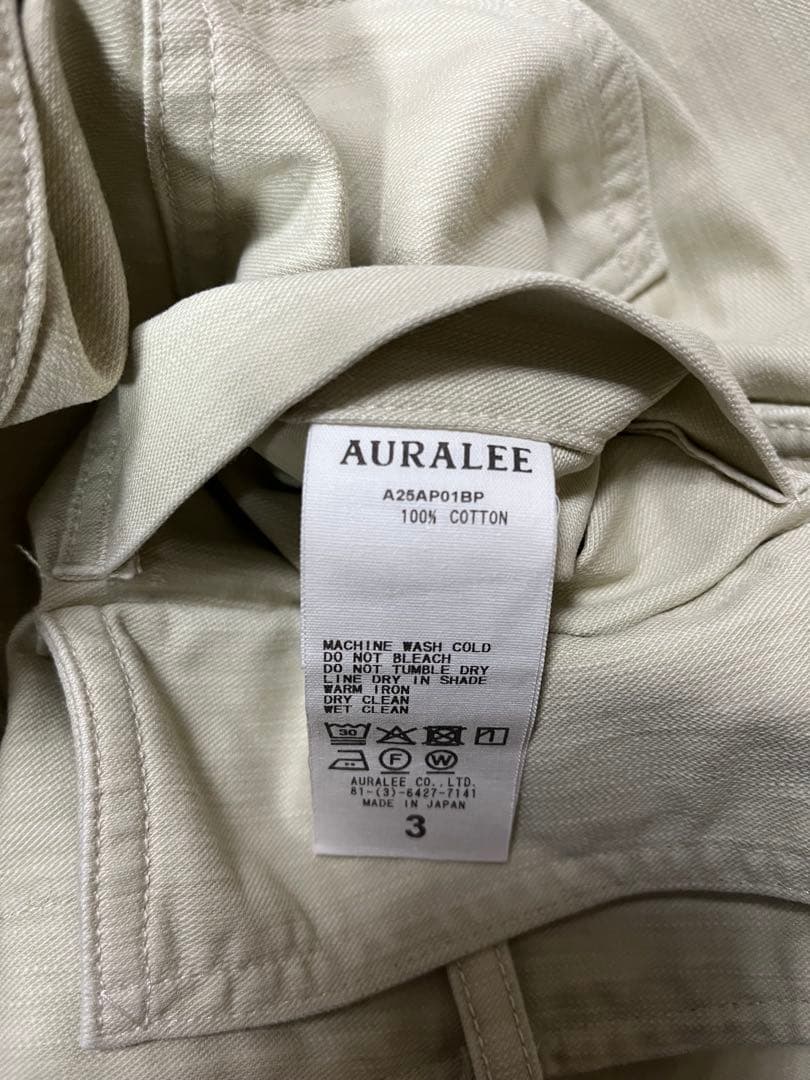 AURALEE
A25AP01BP
100% COTTON
MACHINE WASH COLD
DO NOT BLEACH
DO NOT TUMBLE DRY
LINE DRY IN SHADE
WARM IRON
DRY CLEAN
WET CLEAN
30
F W
AURALEE CO.,LTD.
81-(3)-6427-7141
MADE IN JAPAN
3